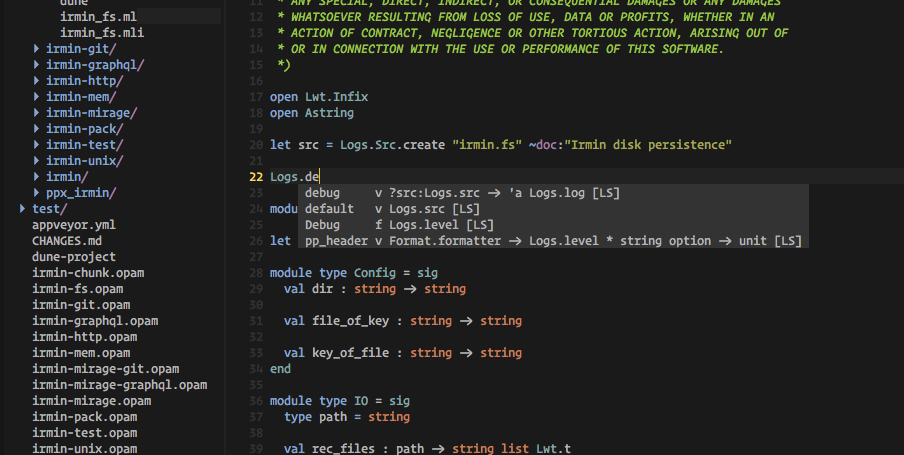 dune
irmin_fs.ml
irmin_fs.mli
irmin-git/
irmin-graphql/
irmin-http/
irmin-mem/
irmin-mirage/
irmin-pack/
irmin-test/
irmin-unix/
irmin/
ppx_irmin/
test/
appveyor.yml
CHANGES.md
dune-project
irmin-chunk.opam
irmin-fs.opam
irmin-git.opam
irmin-graphql.opam
irmin-http.opam
irmin-mem.opam
irmin-mirage-git.opam
irmin-mirage-graphql.opam
irmin-mirage.opam
irmin-pack.opam
irmin-test.opam
irmin-unix.opam
11 * ANY SPECIAL, DIRECT, INDIRECT, OR CONSEQUENTIAL DAMAGES OR ANY DAMAGES
12 * WHATSOEVER RESULTING FROM LOSS OF USE, DATA OR PROFITS, WHETHER IN AN
13 * ACTION OF CONTRACT, NEGLIGENCE OR OTHER TORTIOUS ACTION, ARISING OUT OF
14 * OR IN CONNECTION WITH THE USE OR PERFORMANCE OF THIS SOFTWARE.
15 *)
16
17 open Lwt.Infix
18 open Astring
19
20 let src = Logs.Src.create "irmin.fs" ~doc:"Irmin disk persistence"
21
22 Logs.de
23 debug v ?src:Logs.src → 'a Logs.log [LS]
24 modu default v Logs.src [LS]
25 Debug f Logs.level [LS]
26 let pp_header v Format.formatter → Logs.level * string option → unit [LS]
27
28 module type Config = sig
29 val dir : string → string
30
31 val file_of_key : string → string
32
33 val key_of_file : string → string
34 end
35
36 module type IO = sig
37 type path = string
38
39 val rec_files : path → string list Lwt.t